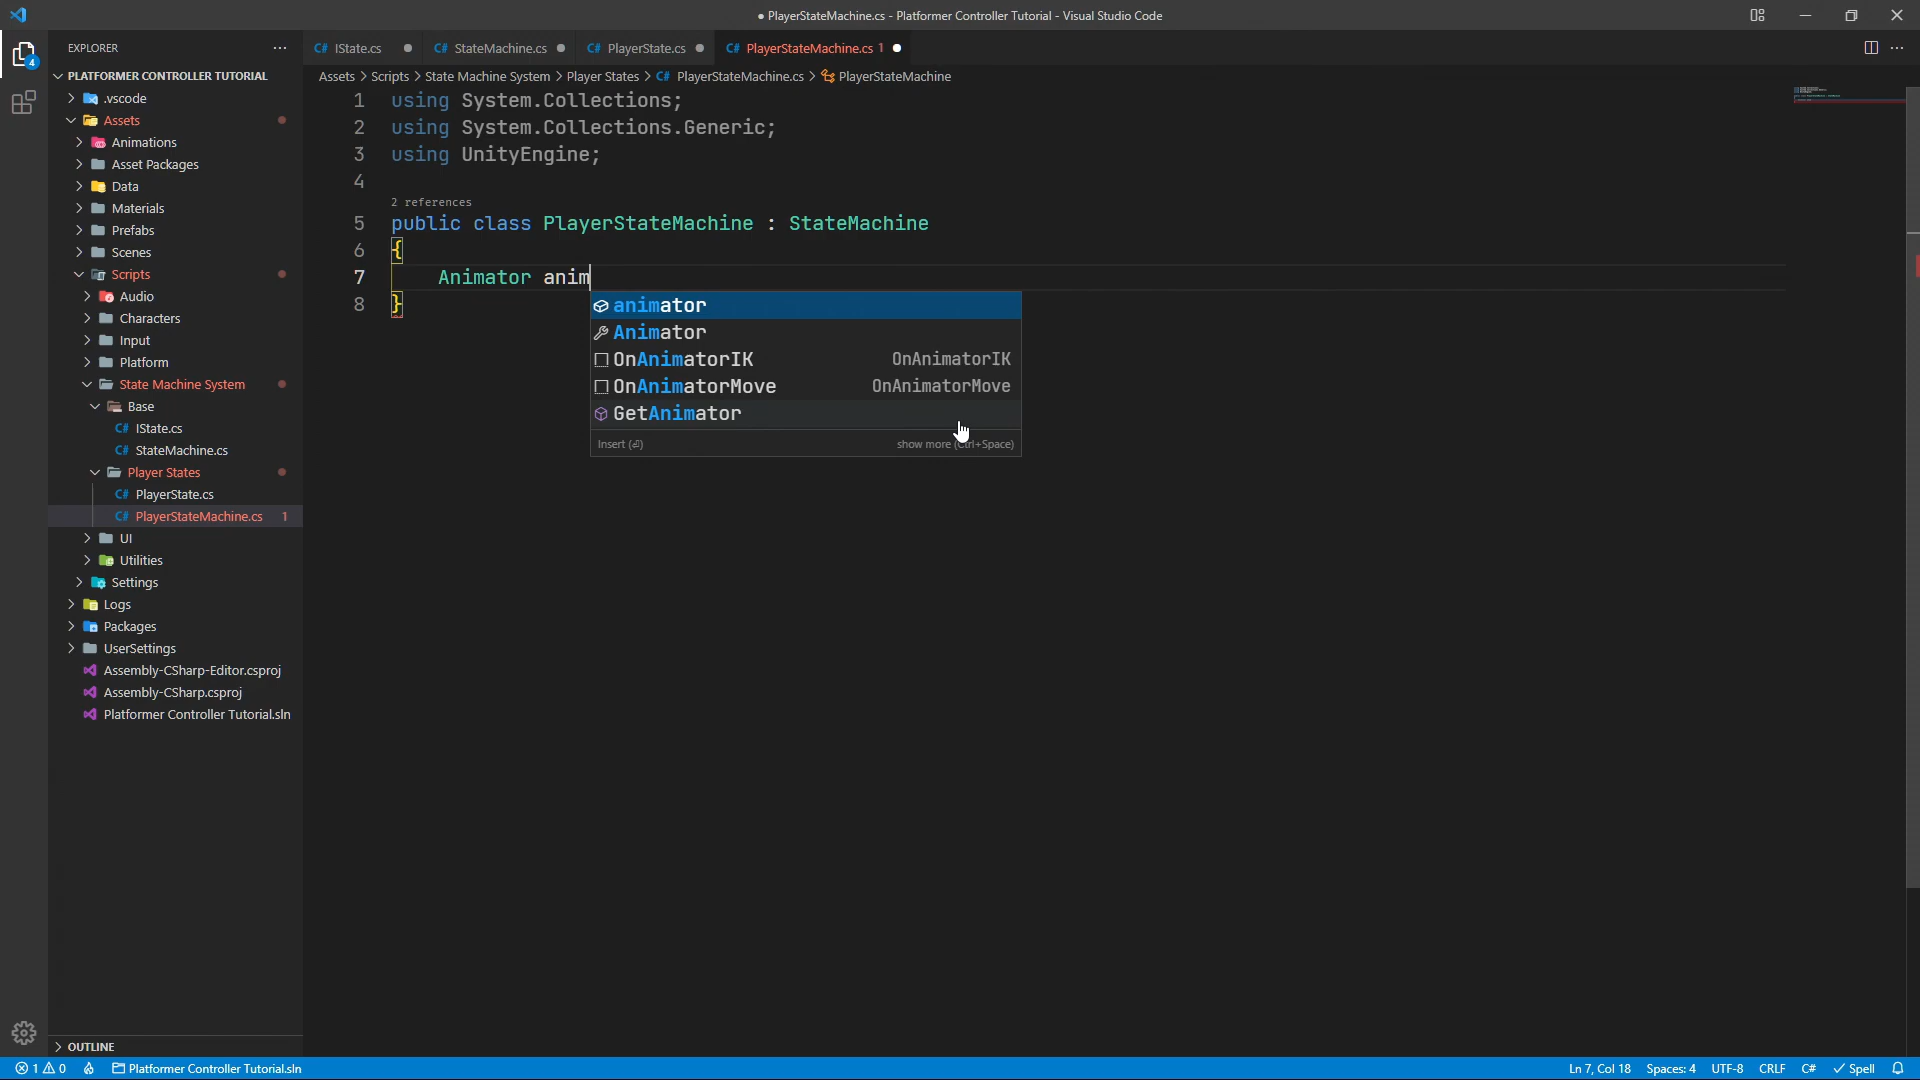 ● PlayerStateMachine.cs - Platformer Controller Tutorial - Visual Studio Code
EXPLORER
IState.cs
StateMachine.cs
PlayerState.cs
PlayerStateMachine.cs 1
PLATFORMER CONTROLLER TUTORIAL
Assets > Scripts > State Machine System > Player States > C# PlayerStateMachine.cs > PlayerStateMachine
.vscode
Assets
Animations
Asset Packages
Data
Materials
Prefabs
Scenes
Scripts
Audio
Characters
Input
Platform
State Machine System
Base
C# IState.cs
C# StateMachine.cs
Player States
C# PlayerState.cs
C# PlayerStateMachine.cs 1
UI
Utilities
Settings
Logs
Packages
UserSettings
Assembly-CSharp-Editor.csproj
Assembly-CSharp.csproj
Platformer Controller Tutorial.sln
OUTLINE
4
1 using System.Collections;
2 using System.Collections.Generic;
3 using UnityEngine;
4
2 references
5 public class PlayerStateMachine : StateMachine
6 {
7 Animator anim
8 }
animator
Animator
OnAnimatorIK OnAnimatorIK
OnAnimatorMove OnAnimatorMove
GetAnimator
Insert (⏎) show more (Ctrl+Space)
1 0 Platformer Controller Tutorial.sln Ln 7, Col 18 Spaces: 4 UTF-8 CRLF C# Spell